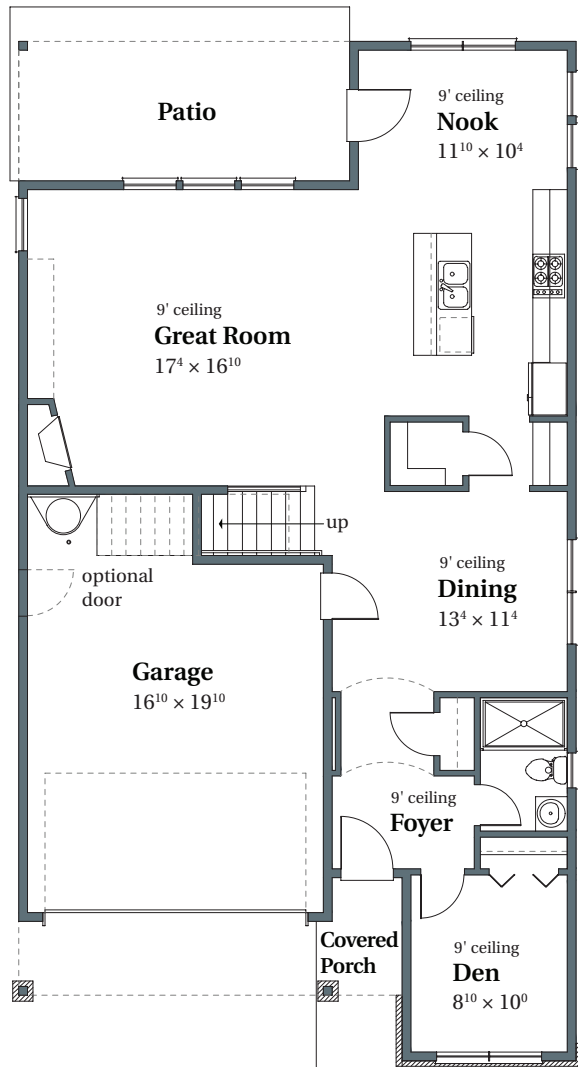 Patio
9' ceiling
Nook
11¹⁰ × 10⁴
9' ceiling
Great Room
17⁴ × 16¹⁰
up
optional
door
9' ceiling
Dining
13⁴ × 11⁴
Garage
16¹⁰ × 19¹⁰
9' ceiling
Foyer
Covered
Porch
9' ceiling
Den
8¹⁰ × 10⁰